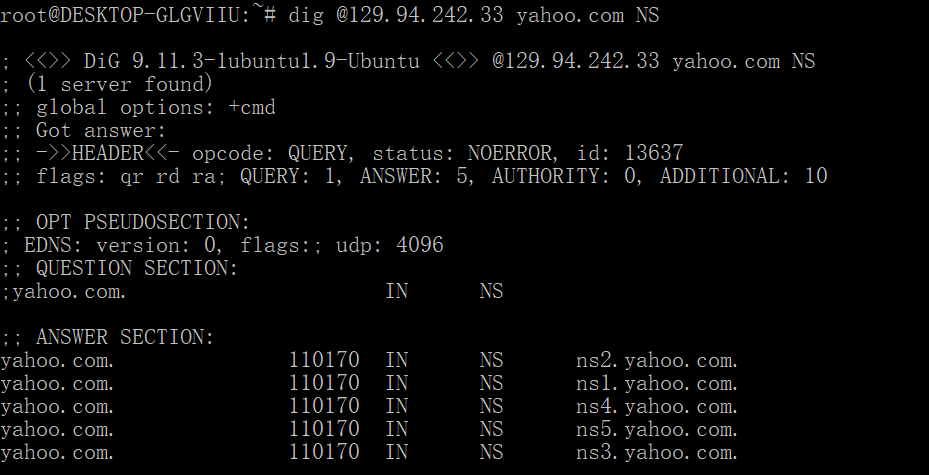 root@DESKTOP-GLGVIIU:~# dig @129.94.242.33 yahoo.com NS
; <<>> DiG 9.11.3-1ubuntu1.9-Ubuntu <<>> @129.94.242.33 yahoo.com NS
; (1 server found)
;; global options: +cmd
;; Got answer:
;; ->>HEADER<<- opcode: QUERY, status: NOERROR, id: 13637
;; flags: qr rd ra; QUERY: 1, ANSWER: 5, AUTHORITY: 0, ADDITIONAL: 10
;; OPT PSEUDOSECTION:
; EDNS: version: 0, flags:; udp: 4096
;; QUESTION SECTION:
;yahoo.com. IN NS
;; ANSWER SECTION:
yahoo.com. 110170 IN NS ns2.yahoo.com.
yahoo.com. 110170 IN NS ns1.yahoo.com.
yahoo.com. 110170 IN NS ns4.yahoo.com.
yahoo.com. 110170 IN NS ns5.yahoo.com.
yahoo.com. 110170 IN NS ns3.yahoo.com.